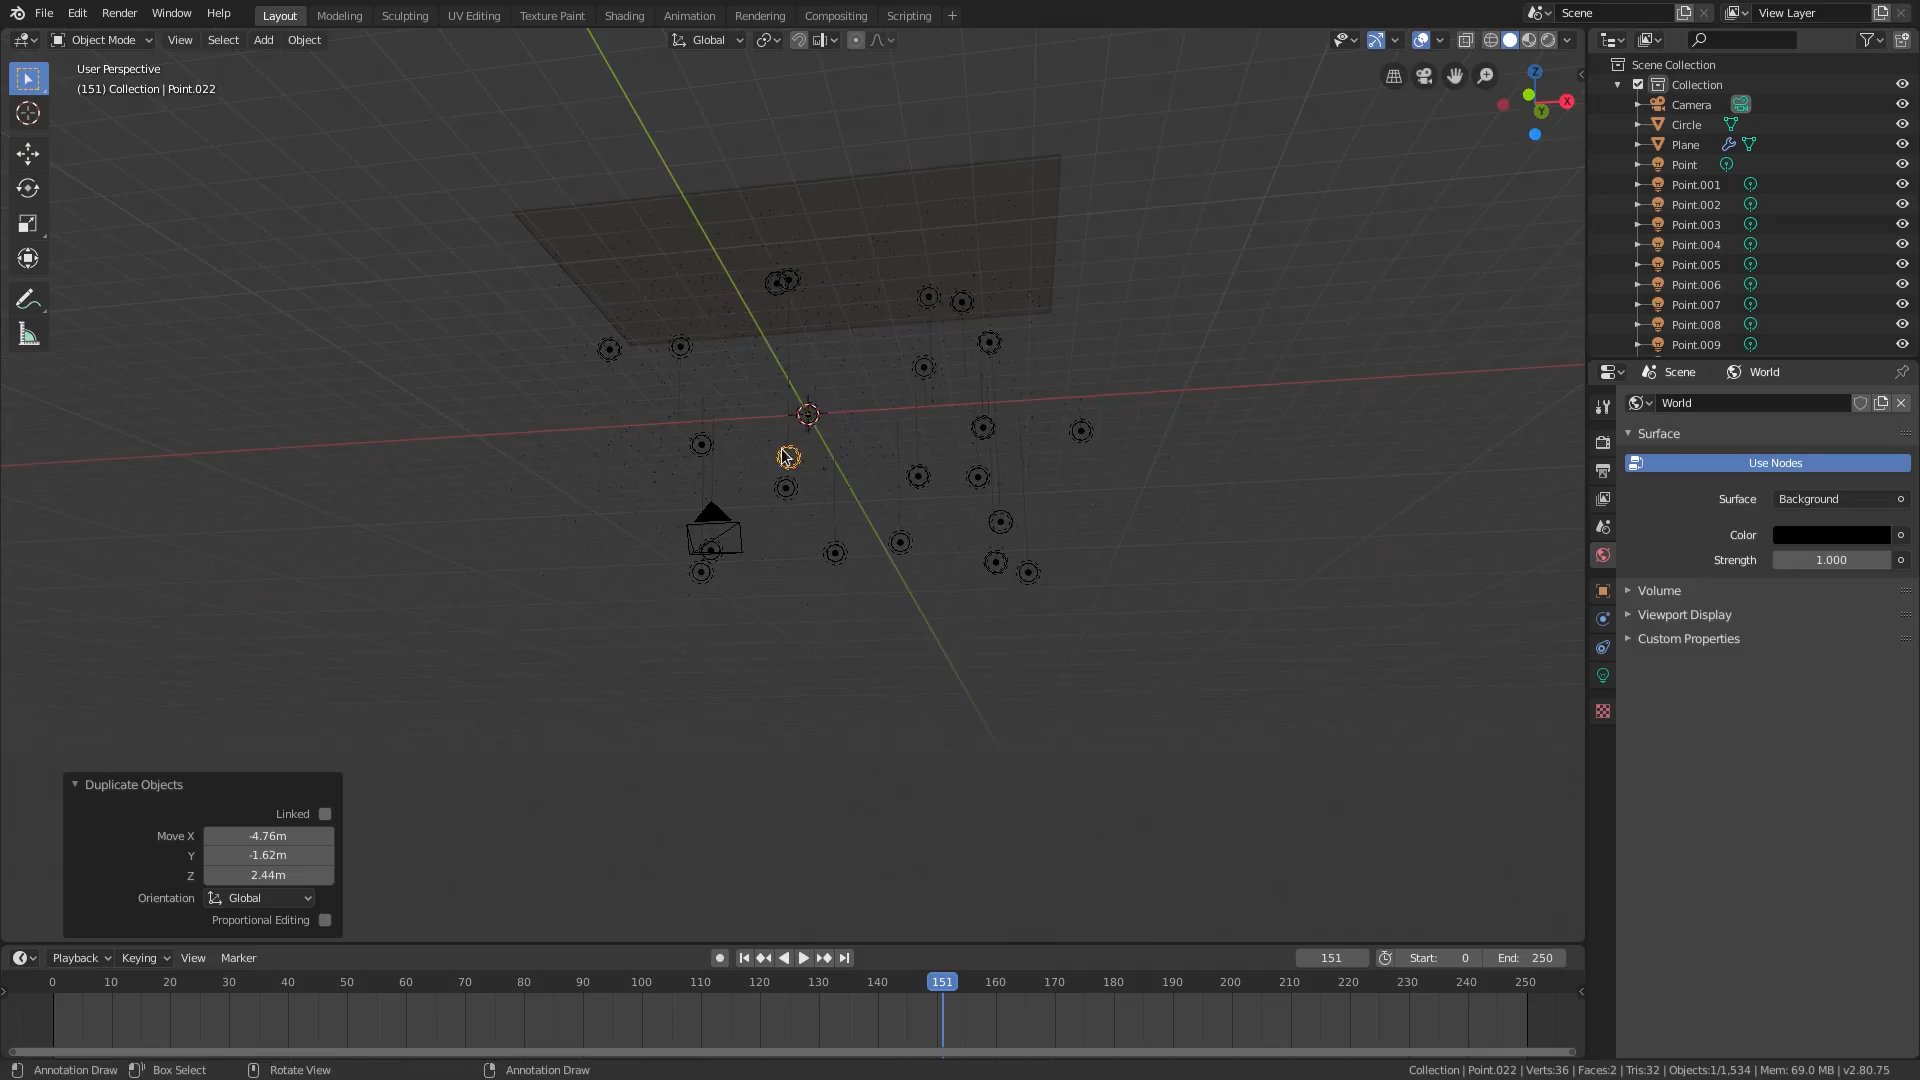 File Edit Render Window Help Layout Modeling Sculpting UV Editing Texture Paint Shading Animation Rendering Compositing Scripting + Scene View Layer
Object Mode View Select Add Object Global
User Perspective
(151) Collection | Point.022
Z
X
Y
Scene Collection
Collection
Camera
Circle
Plane
Point
Point.001
Point.002
Point.003
Point.004
Point.005
Point.006
Point.007
Point.008
Point.009
Scene World
World
Surface
Use Nodes
Surface Background
Color
Strength 1.000
Volume
Viewport Display
Custom Properties
Duplicate Objects
Linked
Move X -4.76m
Y -1.62m
Z 2.44m
Orientation Global
Proportional Editing
Playback Keying View Marker 151 Start: 0 End: 250
0 10 20 30 40 50 60 70 80 90 100 110 120 130 140 151 160 170 180 190 200 210 220 230 240 250
Annotation Draw Box Select Rotate View Annotation Draw Collection | Point.022 | Verts:36 | Faces:2 | Tris:32 | Objects:1/1,534 | Mem: 69.0 MB | v2.80.75